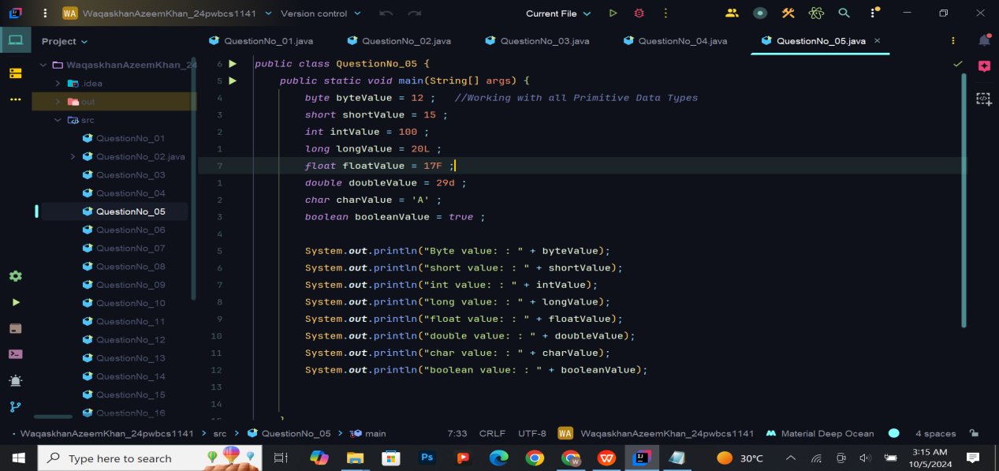 WA WaqaskhanAzeemKhan_24pwbcs1141 Version control Current File
Project
QuestionNo_01.java QuestionNo_02.java QuestionNo_03.java QuestionNo_04.java QuestionNo_05.java
WaqaskhanAzeemKhan_24
.idea
out
src
QuestionNo_01
QuestionNo_02.java
QuestionNo_03
QuestionNo_04
QuestionNo_05
QuestionNo_06
QuestionNo_07
QuestionNo_08
QuestionNo_09
QuestionNo_10
QuestionNo_11
QuestionNo_12
QuestionNo_13
QuestionNo_14
QuestionNo_15
QuestionNo_16
6 public class QuestionNo_05 {
5 public static void main(String[] args) {
4 byte byteValue = 12 ; //Working with all Primitive Data Types
3 short shortValue = 15 ;
2 int intValue = 100 ;
1 long longValue = 20L ;
7 float floatValue = 17F ;
1 double doubleValue = 29d ;
2 char charValue = 'A' ;
3 boolean booleanValue = true ;
4
5 System.out.println("Byte value: : " + byteValue);
6 System.out.println("short value: : " + shortValue);
7 System.out.println("int value: : " + intValue);
8 System.out.println("long value: : " + longValue);
9 System.out.println("float value: : " + floatValue);
10 System.out.println("double value: : " + doubleValue);
11 System.out.println("char value: : " + charValue);
12 System.out.println("boolean value: : " + booleanValue);
13
14
WaqaskhanAzeemKhan_24pwbcs1141 > src > QuestionNo_05 > main 7:33 CRLF UTF-8 WA WaqaskhanAzeemKhan_24pwbcs1141 Material Deep Ocean 4 spaces
Type here to search Ps 30°C 3:15 AM
10/5/2024